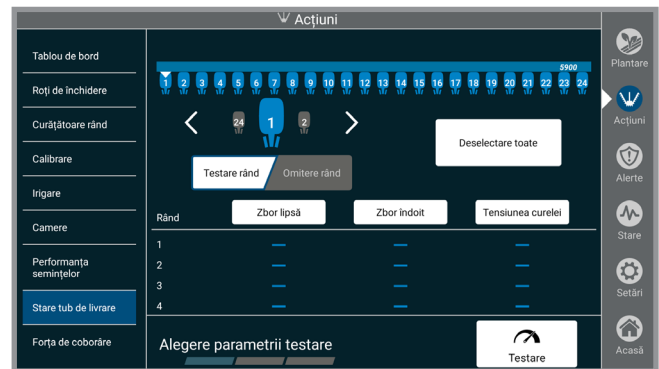 Acțiuni
Tablou de bord
Roți de închidere
Curățătoare rând
Calibrare
Irigare
Camere
Performanța
semințelor
Stare tub de livrare
Forța de coborâre
5900
1 2 3 4 5 6 7 8 9 10 11 12 13 14 15 16 17 18 19 20 21 22 23 24
24 1 2
Deselectare toate
Testare rând Omitere rând
Rând Zbor lipsă Zbor îndoit Tensiunea curelei
1
2
3
4
Alegere parametrii testare
Testare
Plantare
Acțiuni
Alerte
Stare
Setări
Acasă